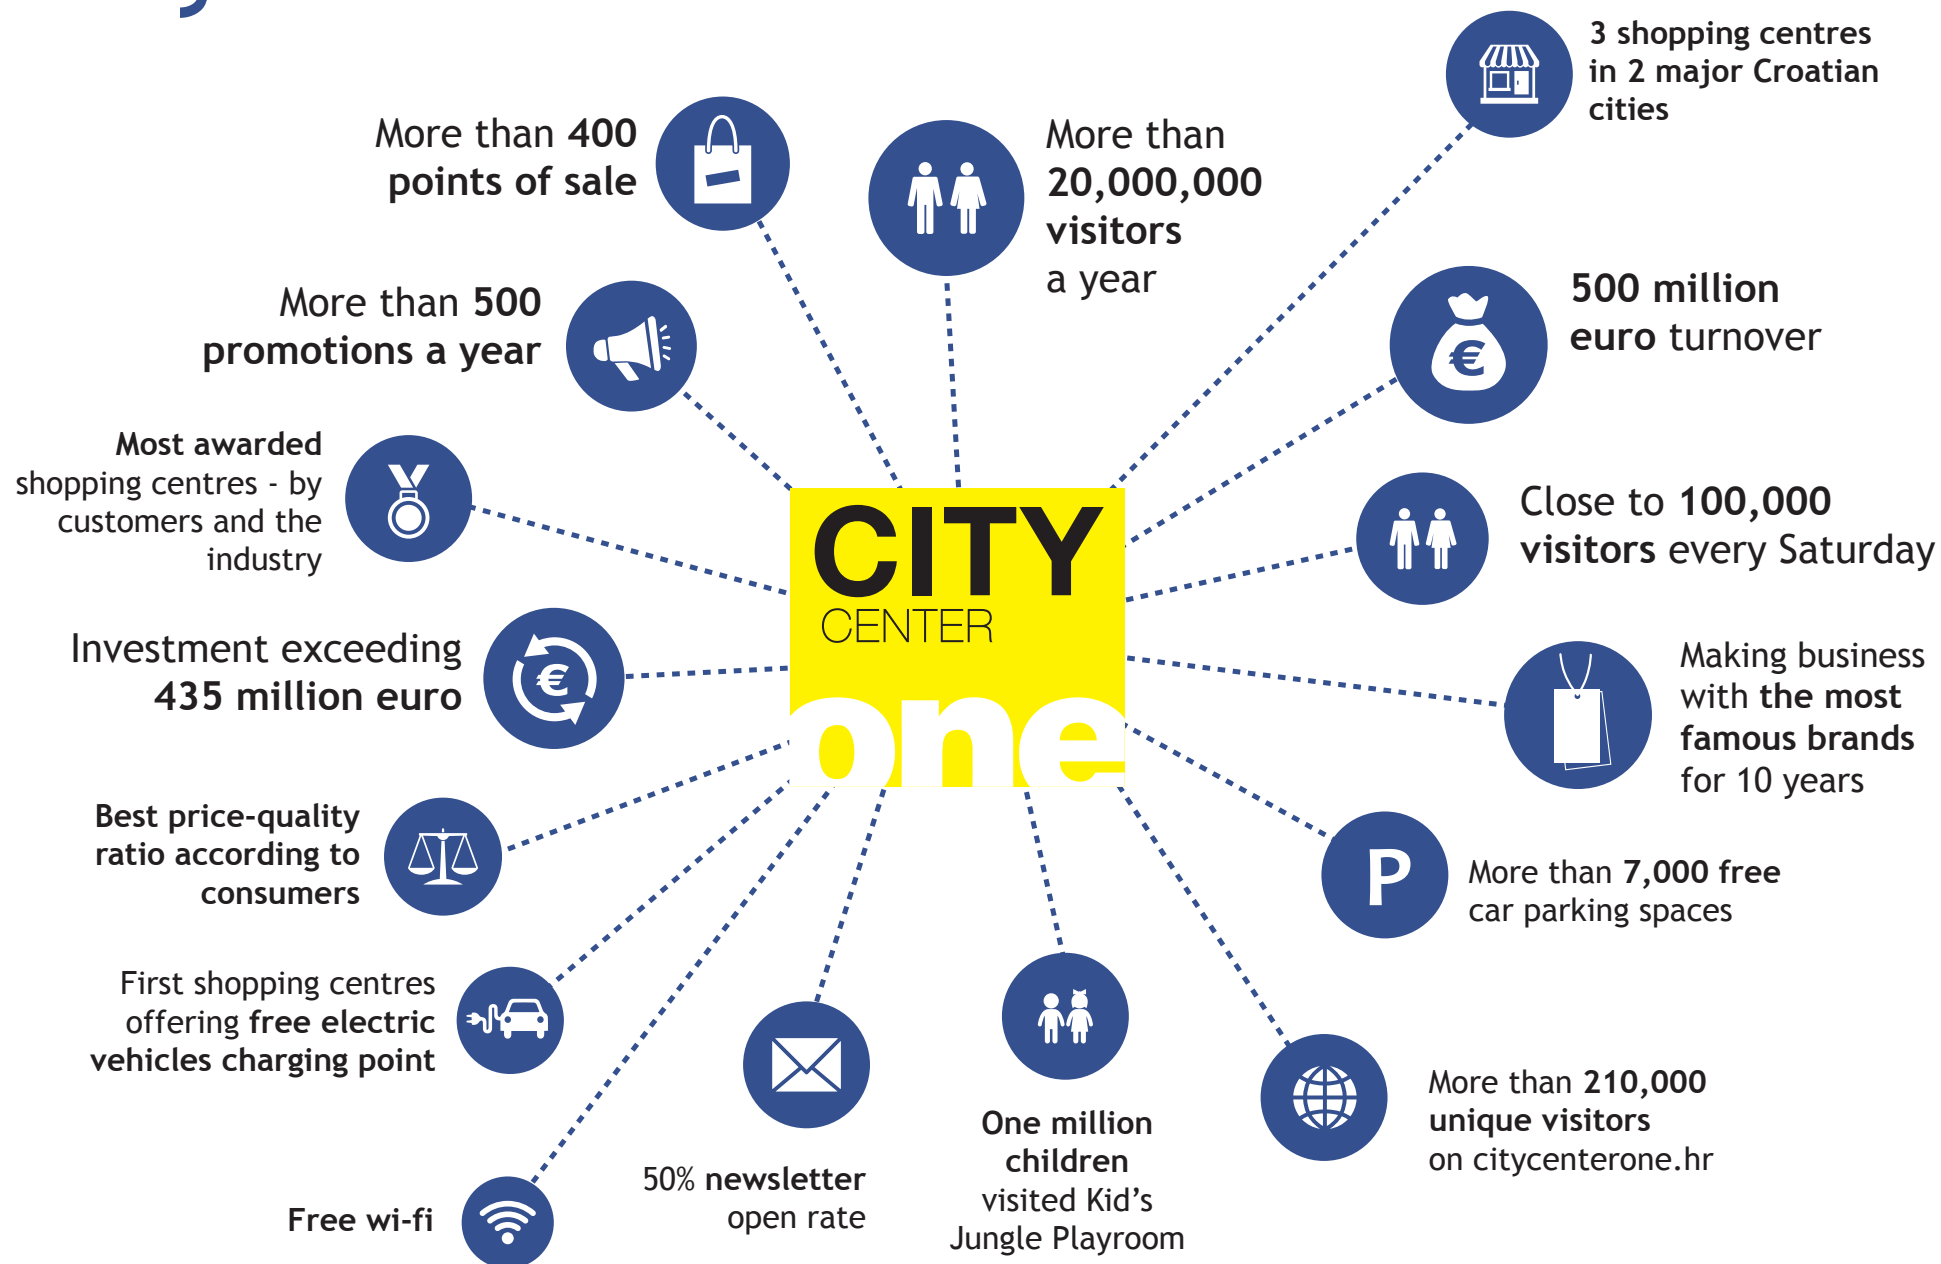 3 shopping centres
in 2 major Croatian
cities
More than 400
points of sale
More than
20,000,000
visitors
a year
More than 500
promotions a year
500 million
euro turnover
€
Most awarded
shopping centres - by
customers and the
industry
CITY
CENTER
one
Close to 100,000
visitors every Saturday
Investment exceeding
435 million euro
€
Making business
with the most
famous brands
for 10 years
Best price-quality
ratio according to
consumers
P
More than 7,000 free
car parking spaces
First shopping centres
offering free electric
vehicles charging point
More than 210,000
unique visitors
on citycenterone.hr
One million
children
visited Kid’s
Jungle Playroom
50% newsletter
open rate
Free wi-fi